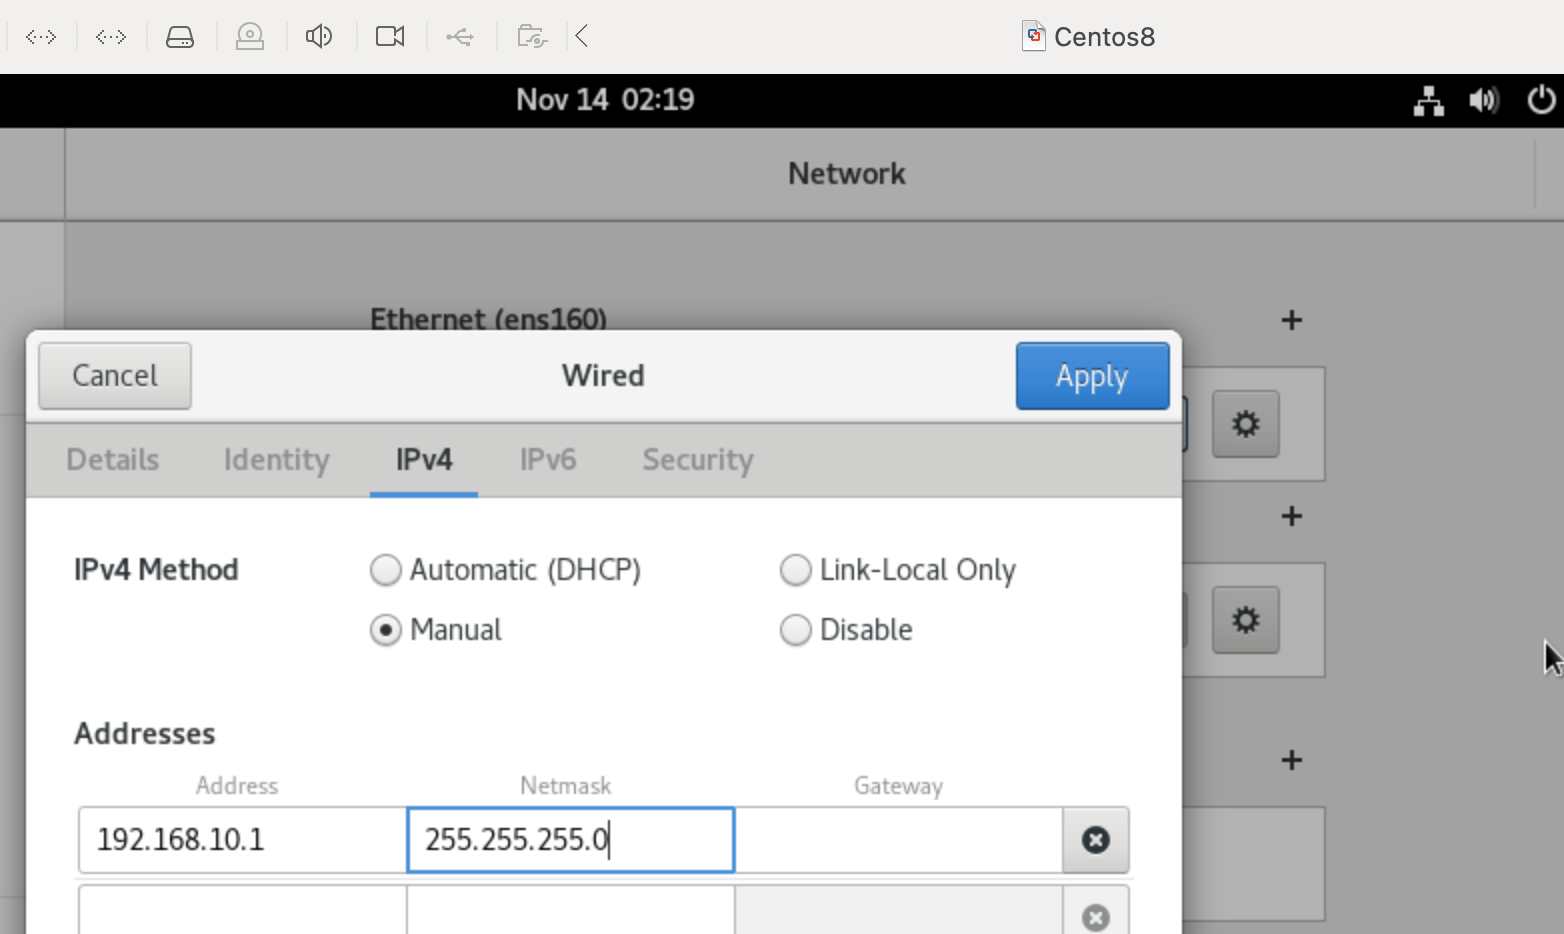 Centos8
Nov 14 02:19
Network
Ethernet (ens160)
Cancel Wired Apply
Details Identity IPv4 IPv6 Security
IPv4 Method Automatic (DHCP) Link-Local Only
Manual Disable
Addresses
Address Netmask Gateway
192.168.10.1 255.255.255.0